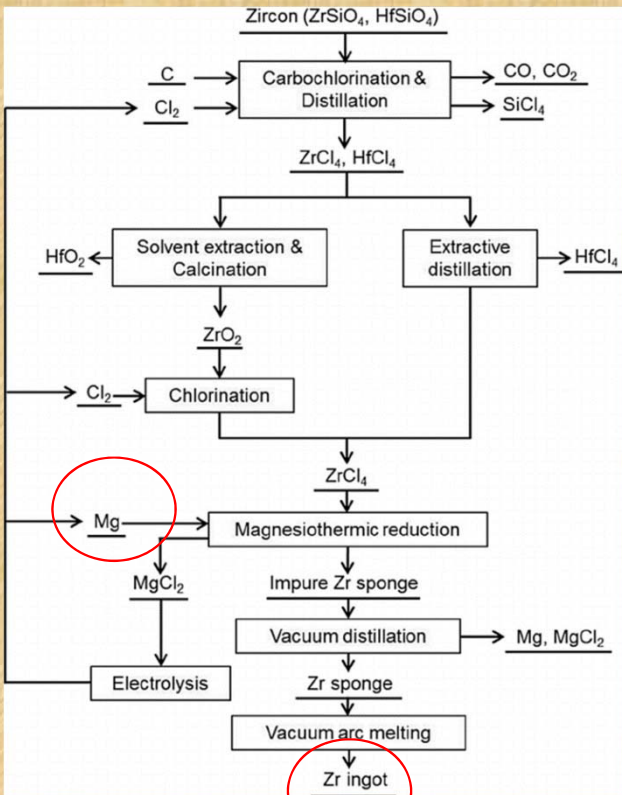 Zircon (ZrSiO₄, HfSiO₄)
C
Carbochlorination &
Distillation
CO, CO₂
Cl₂
SiCl₄
ZrCl₄, HfCl₄
HfO₂
Solvent extraction &
Calcination
Extractive
distillation
HfCl₄
ZrO₂
Cl₂
Chlorination
ZrCl₄
Mg
Magnesiothermic reduction
MgCl₂
Impure Zr sponge
Vacuum distillation
Mg, MgCl₂
Electrolysis
Zr sponge
Vacuum arc melting
Zr ingot